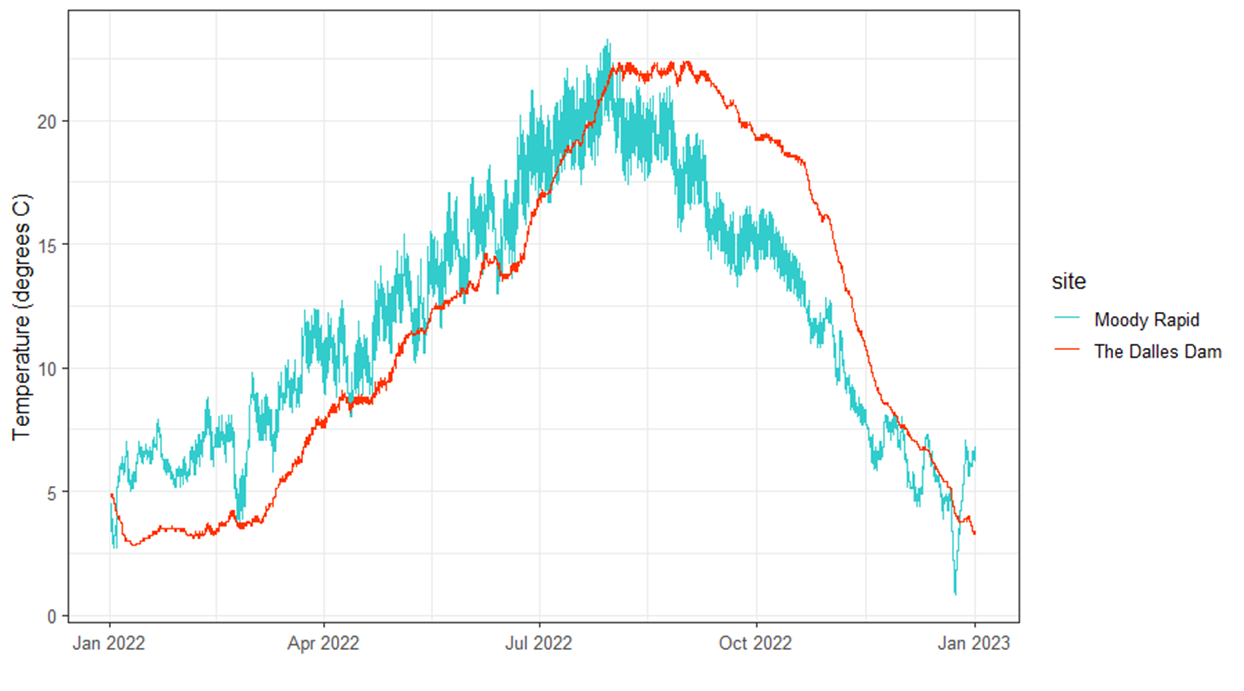 Temperature (degrees C)
20
15
10
5
0
Jan 2022 Apr 2022 Jul 2022 Oct 2022 Jan 2023
site
Moody Rapid
The Dalles Dam